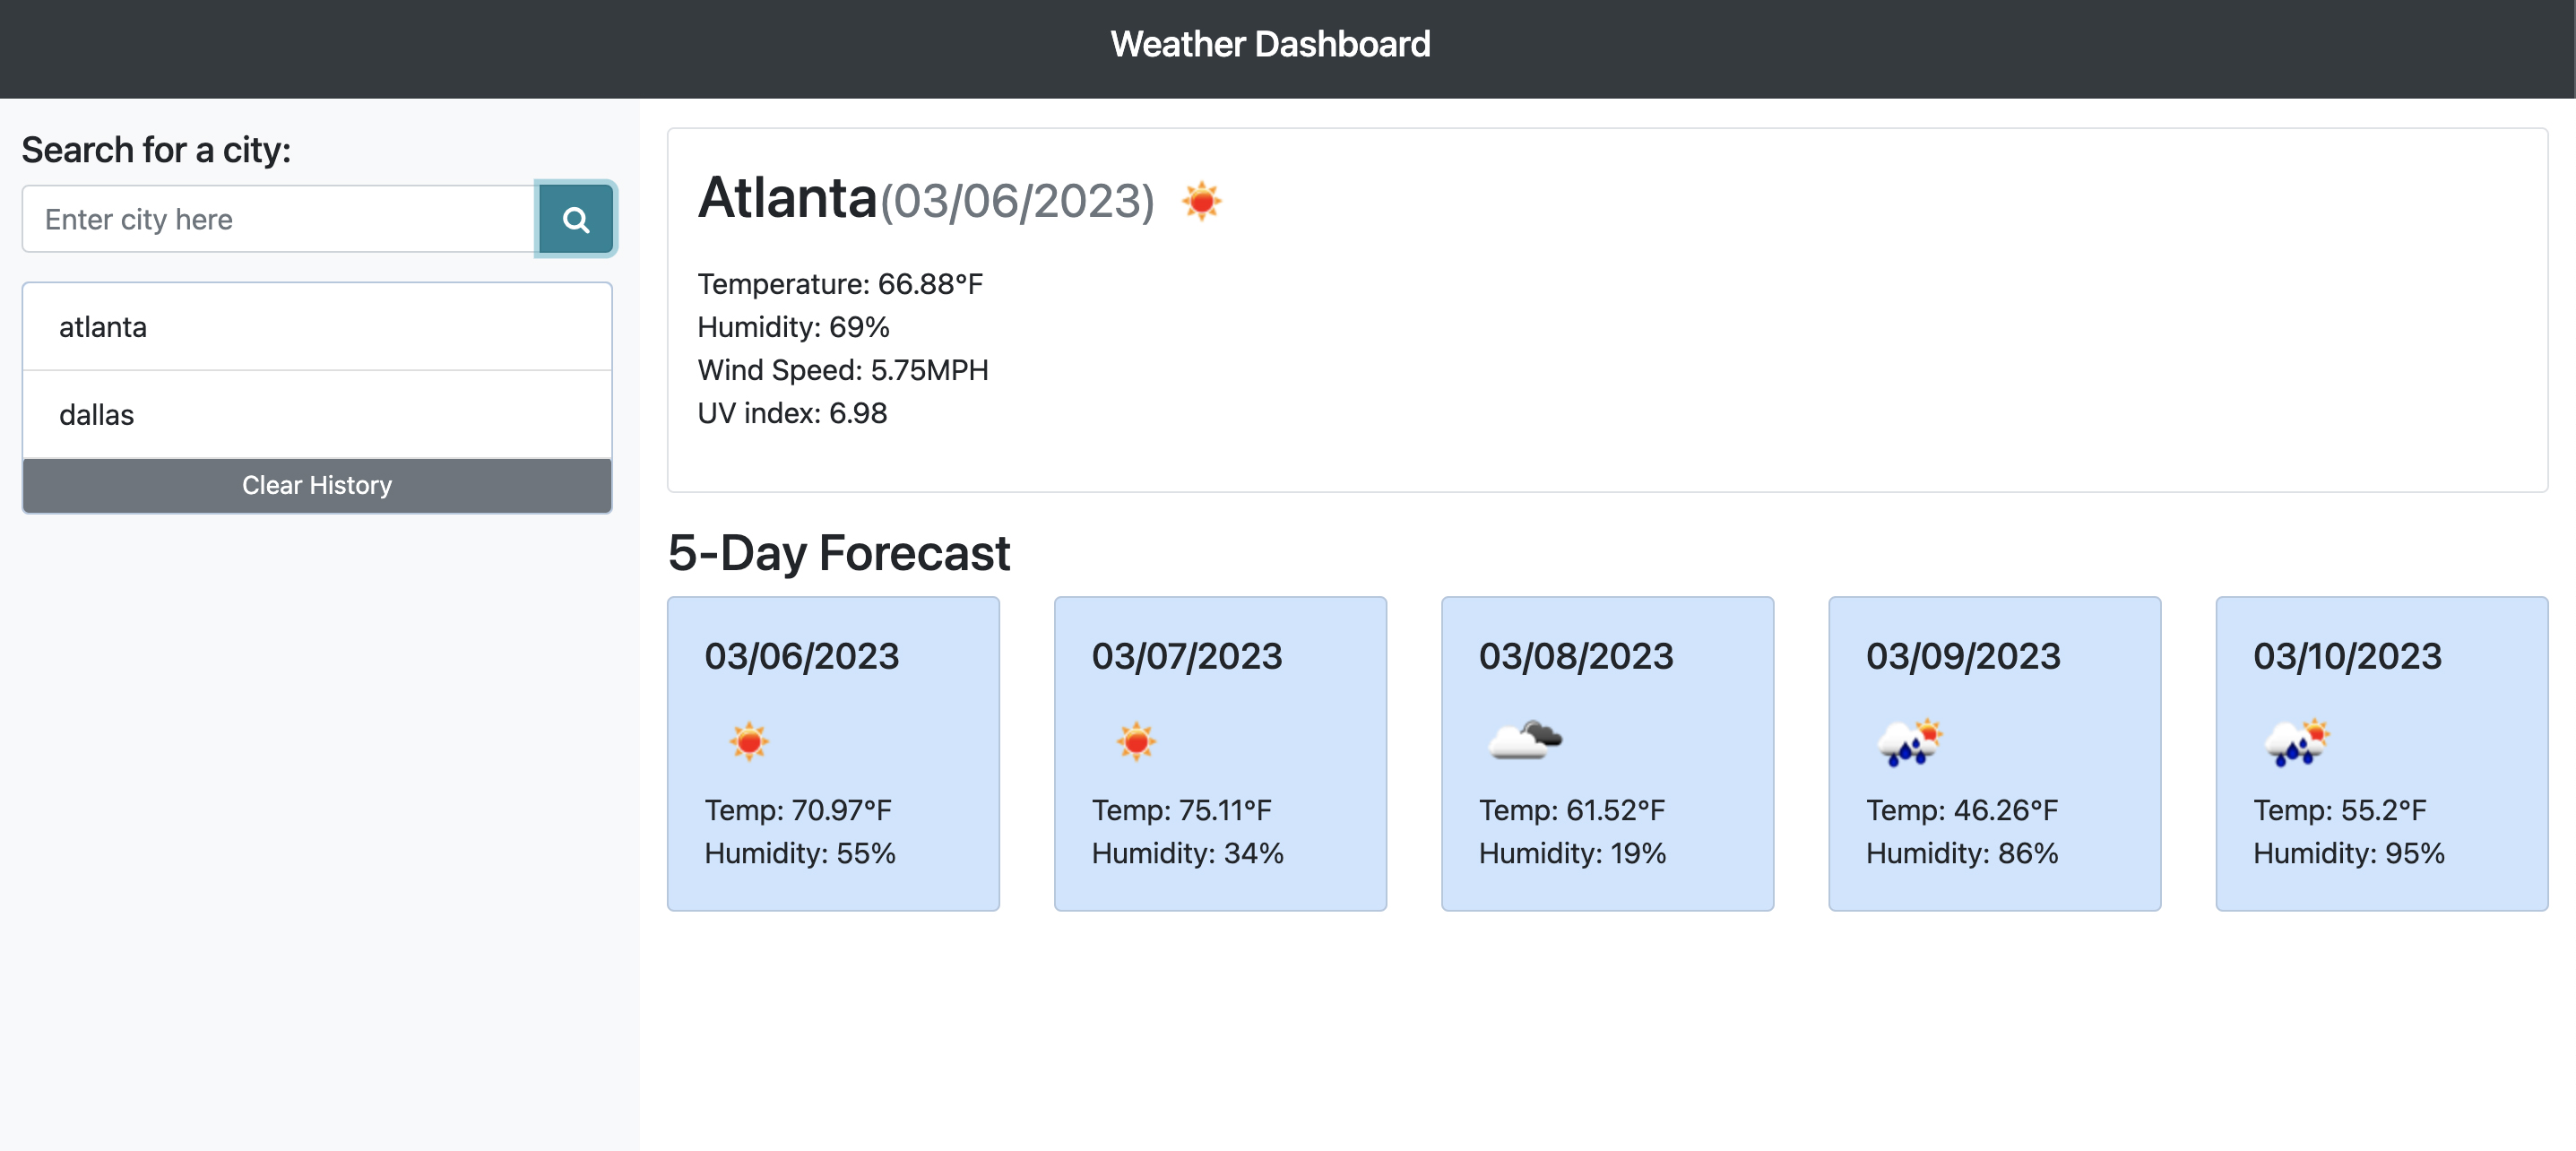 Weather Dashboard
Search for a city:
Enter city here
atlanta
dallas
Clear History
Atlanta(03/06/2023)
Temperature: 66.88°F
Humidity: 69%
Wind Speed: 5.75MPH
UV index: 6.98
5-Day Forecast
03/06/2023
Temp: 70.97°F
Humidity: 55%
03/07/2023
Temp: 75.11°F
Humidity: 34%
03/08/2023
Temp: 61.52°F
Humidity: 19%
03/09/2023
Temp: 46.26°F
Humidity: 86%
03/10/2023
Temp: 55.2°F
Humidity: 95%